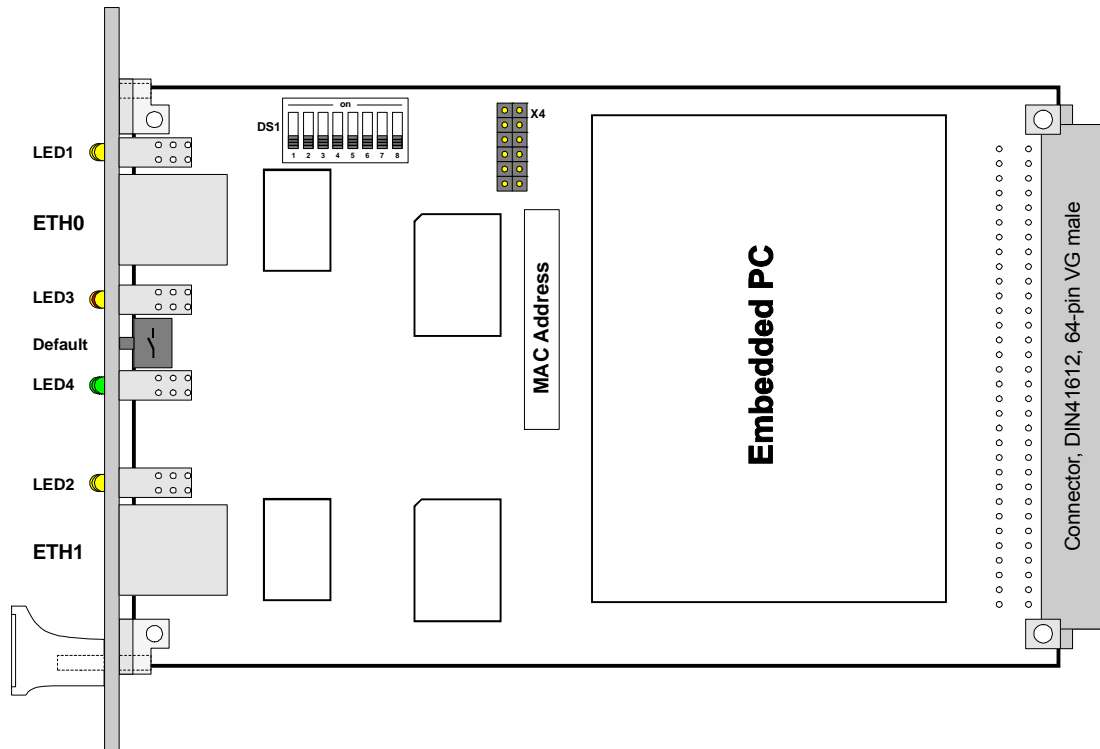 on
DS1
1 2 3 4 5 6 7 8
X4
LED1
ETH0
LED3
Default
LED4
LED2
ETH1
MAC Address
Embedded PC
Connector, DIN41612, 64-pin VG male